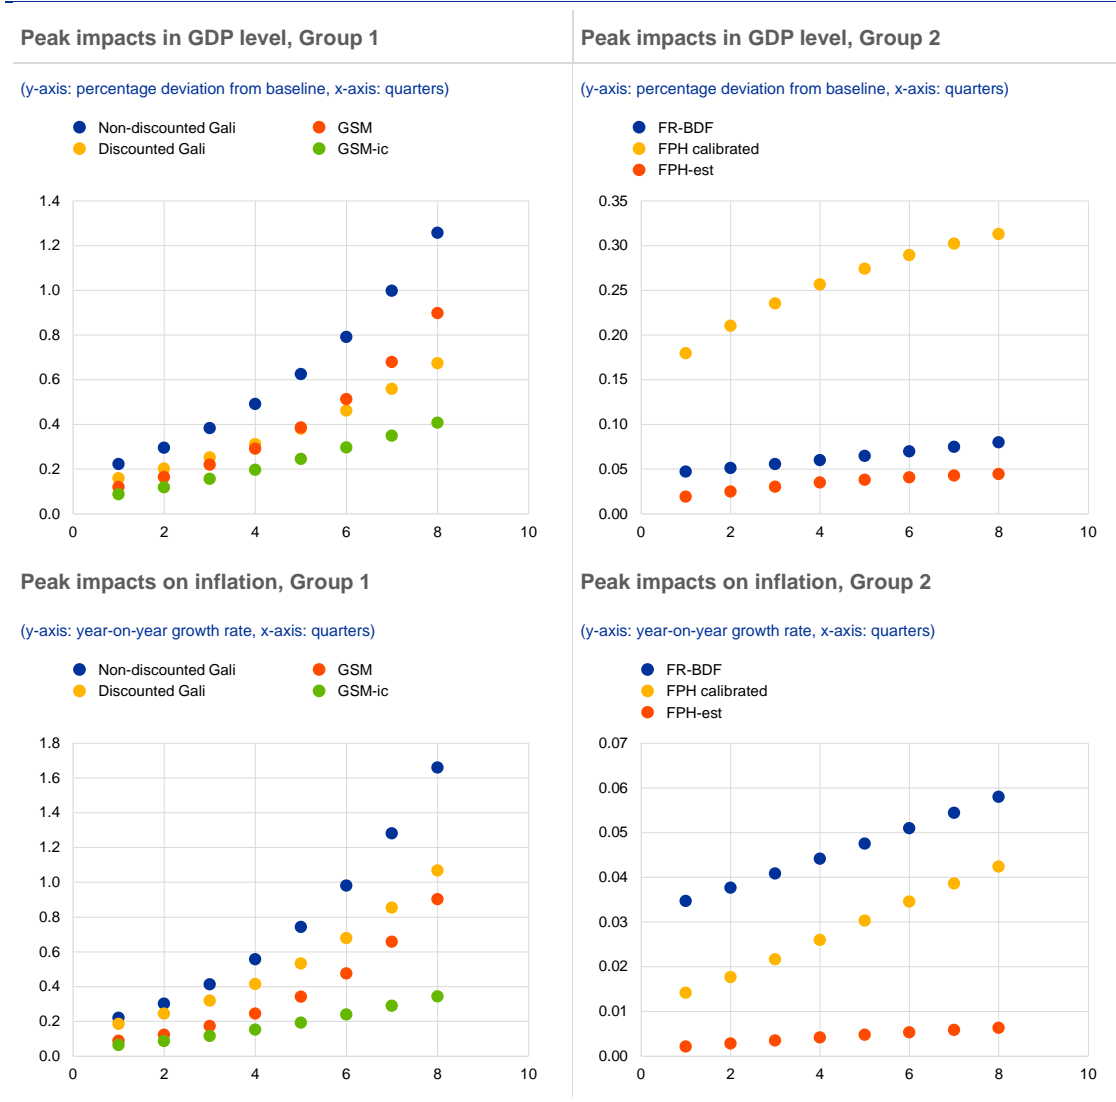 Peak impacts in GDP level, Group 1
(y-axis: percentage deviation from baseline, x-axis: quarters)
Non-discounted Gali
GSM
Discounted Gali
GSM-ic
1.4
1.2
1.0
0.8
0.6
0.4
0.2
0.0
0 2 4 6 8 10
Peak impacts in GDP level, Group 2
(y-axis: percentage deviation from baseline, x-axis: quarters)
FR-BDF
FPH calibrated
FPH-est
0.35
0.30
0.25
0.20
0.15
0.10
0.05
0.00
0 2 4 6 8 10
Peak impacts on inflation, Group 1
(y-axis: year-on-year growth rate, x-axis: quarters)
Non-discounted Gali
GSM
Discounted Gali
GSM-ic
1.8
1.6
1.4
1.2
1.0
0.8
0.6
0.4
0.2
0.0
0 2 4 6 8 10
Peak impacts on inflation, Group 2
(y-axis: year-on-year growth rate, x-axis: quarters)
FR-BDF
FPH calibrated
FPH-est
0.07
0.06
0.05
0.04
0.03
0.02
0.01
0.00
0 2 4 6 8 10